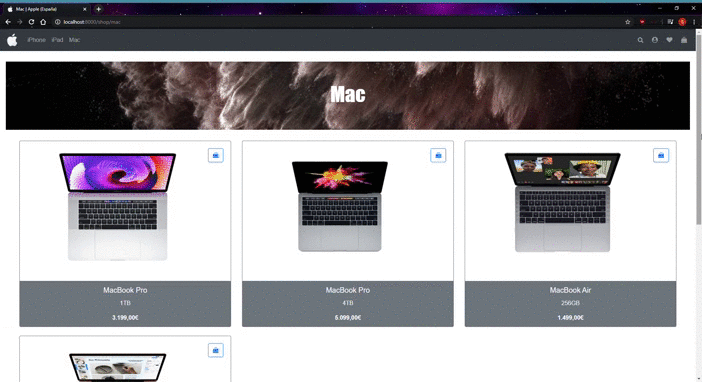 Mac | Apple (España)
localhost:8000/shop/mac
iPhone iPad Mac
Mac
MacBook Pro
1TB
3.199,00€
MacBook Pro
4TB
5.099,00€
MacBook Air
256GB
1.499,00€